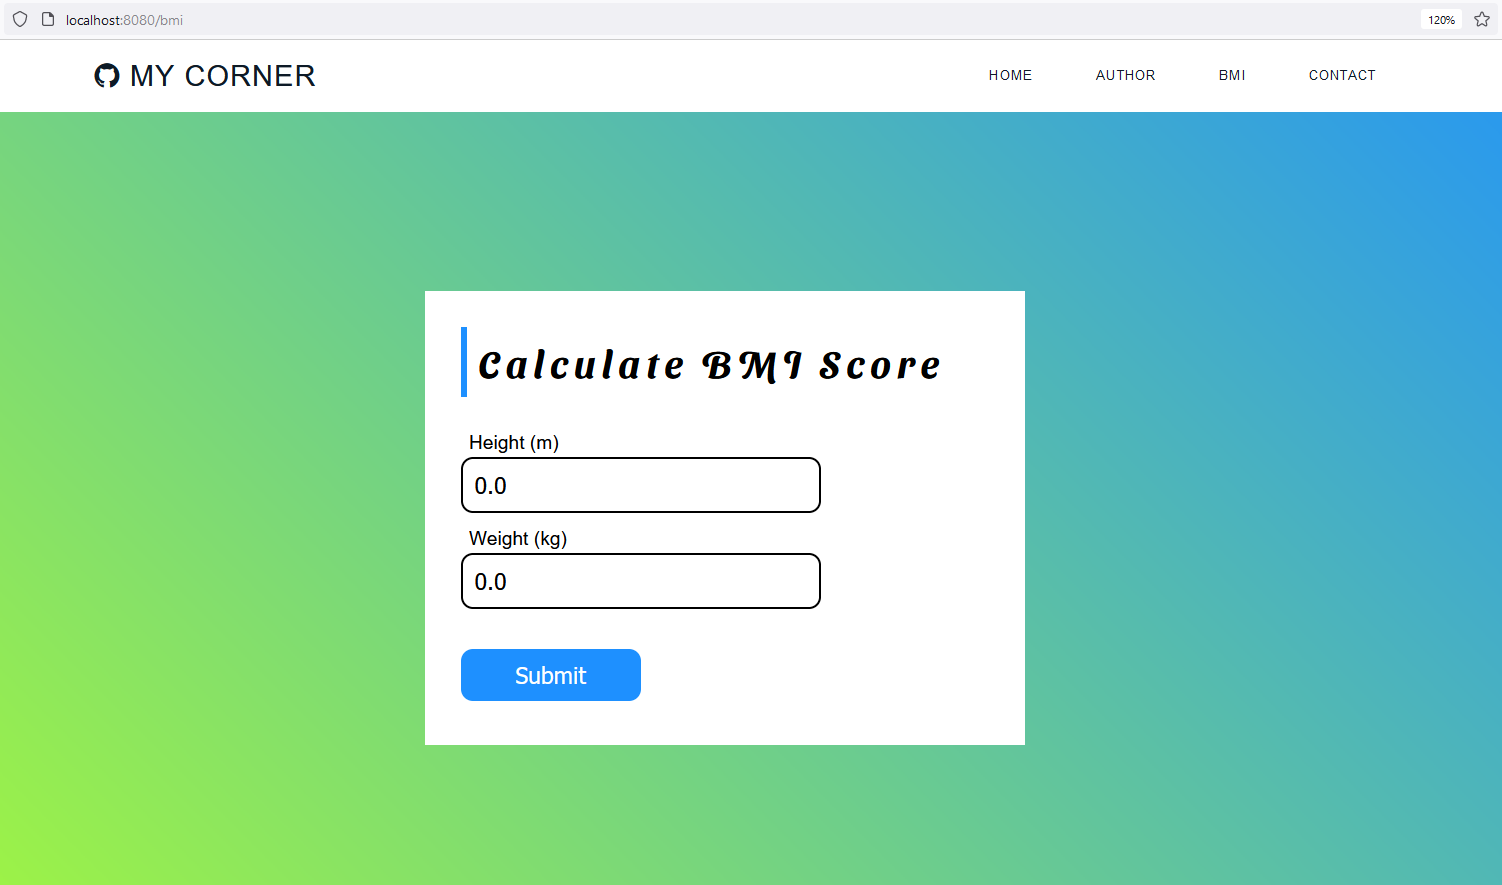 localhost:8080/bmi 120%
MY CORNER HOME AUTHOR BMI CONTACT
Calculate BMI Score
Height (m)
0.0
Weight (kg)
0.0
Submit